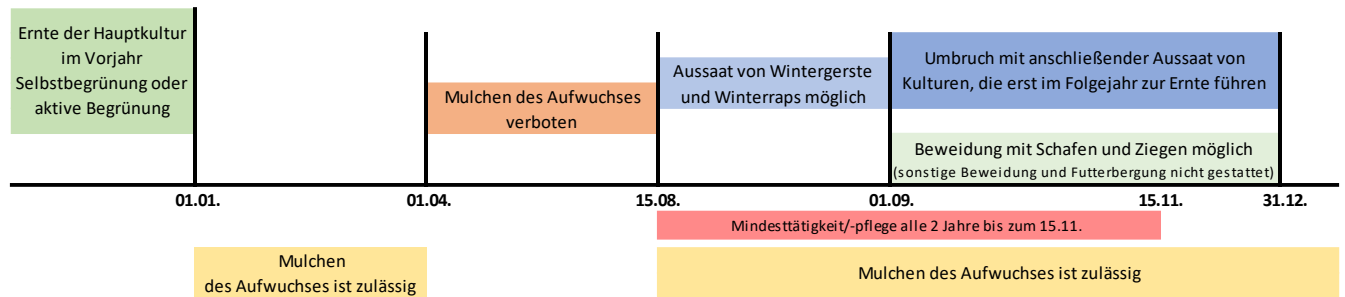 Ernte der Hauptkultur
im Vorjahr
Selbstbegrünung oder
aktive Begrünung
Mulchen des Aufwuchses
verboten
Aussaat von Wintergerste
und Winterraps möglich
Umbruch mit anschließender Aussaat von
Kulturen, die erst im Folgejahr zur Ernte führen
Beweidung mit Schafen und Ziegen möglich
(sonstige Beweidung und Futterbergung nicht gestattet)
01.01. 01.04. 15.08. 01.09. 15.11. 31.12.
Mindesttätigkeit/-pflege alle 2 Jahre bis zum 15.11.
Mulchen
des Aufwuchses ist zulässig
Mulchen des Aufwuchses ist zulässig